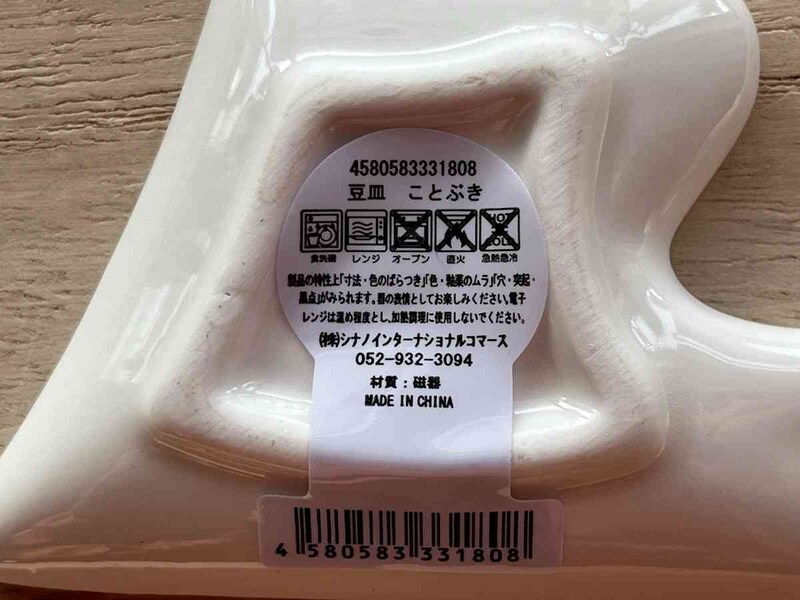 4580583331808
豆皿 ことぶき
HOT
食洗機 レンジ オーブン 直火 急熱急冷
製品の特性上「寸法・色のばらつき」「色・釉薬のムラ」「穴・突起・
黒点」がみられます。器の表情としてお楽しみください。電子
レンジは温め程度とし、加熱調理に使用しないでください。
(株)シナノインターナショナルコマース
052-932-3094
材質:磁器
MADE IN CHINA
4 580583 331808